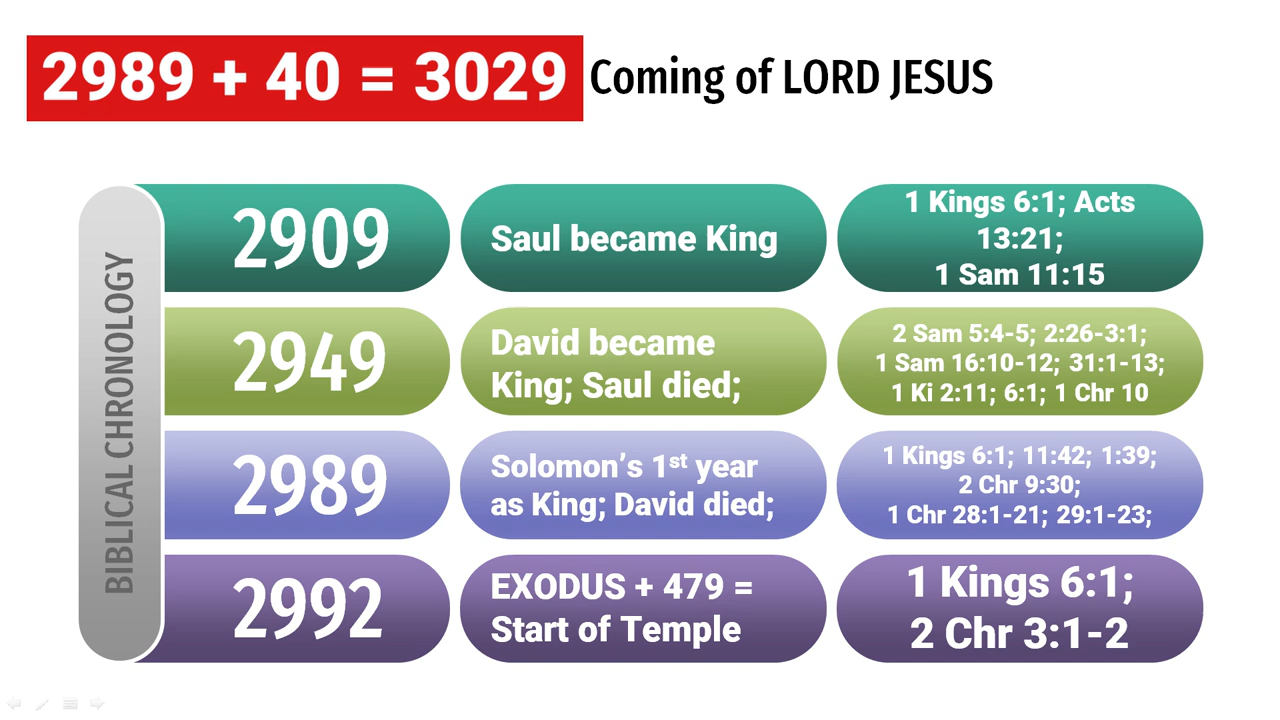 2989 + 40 = 3029 Coming of LORD JESUS
BIBLICAL CHRONOLOGY
2909
Saul became King
1 Kings 6:1; Acts
13:21;
1 Sam 11:15
2949
David became
King; Saul died;
2 Sam 5:4-5; 2:26-3:1;
1 Sam 16:10-12; 31:1-13;
1 Ki 2:11; 6:1; 1 Chr 10
2989
Solomon's 1st year
as King; David died;
1 Kings 6:1; 11:42; 1:39;
2 Chr 9:30;
1 Chr 28:1-21; 29:1-23;
2992
EXODUS + 479 =
Start of Temple
1 Kings 6:1;
2 Chr 3:1-2